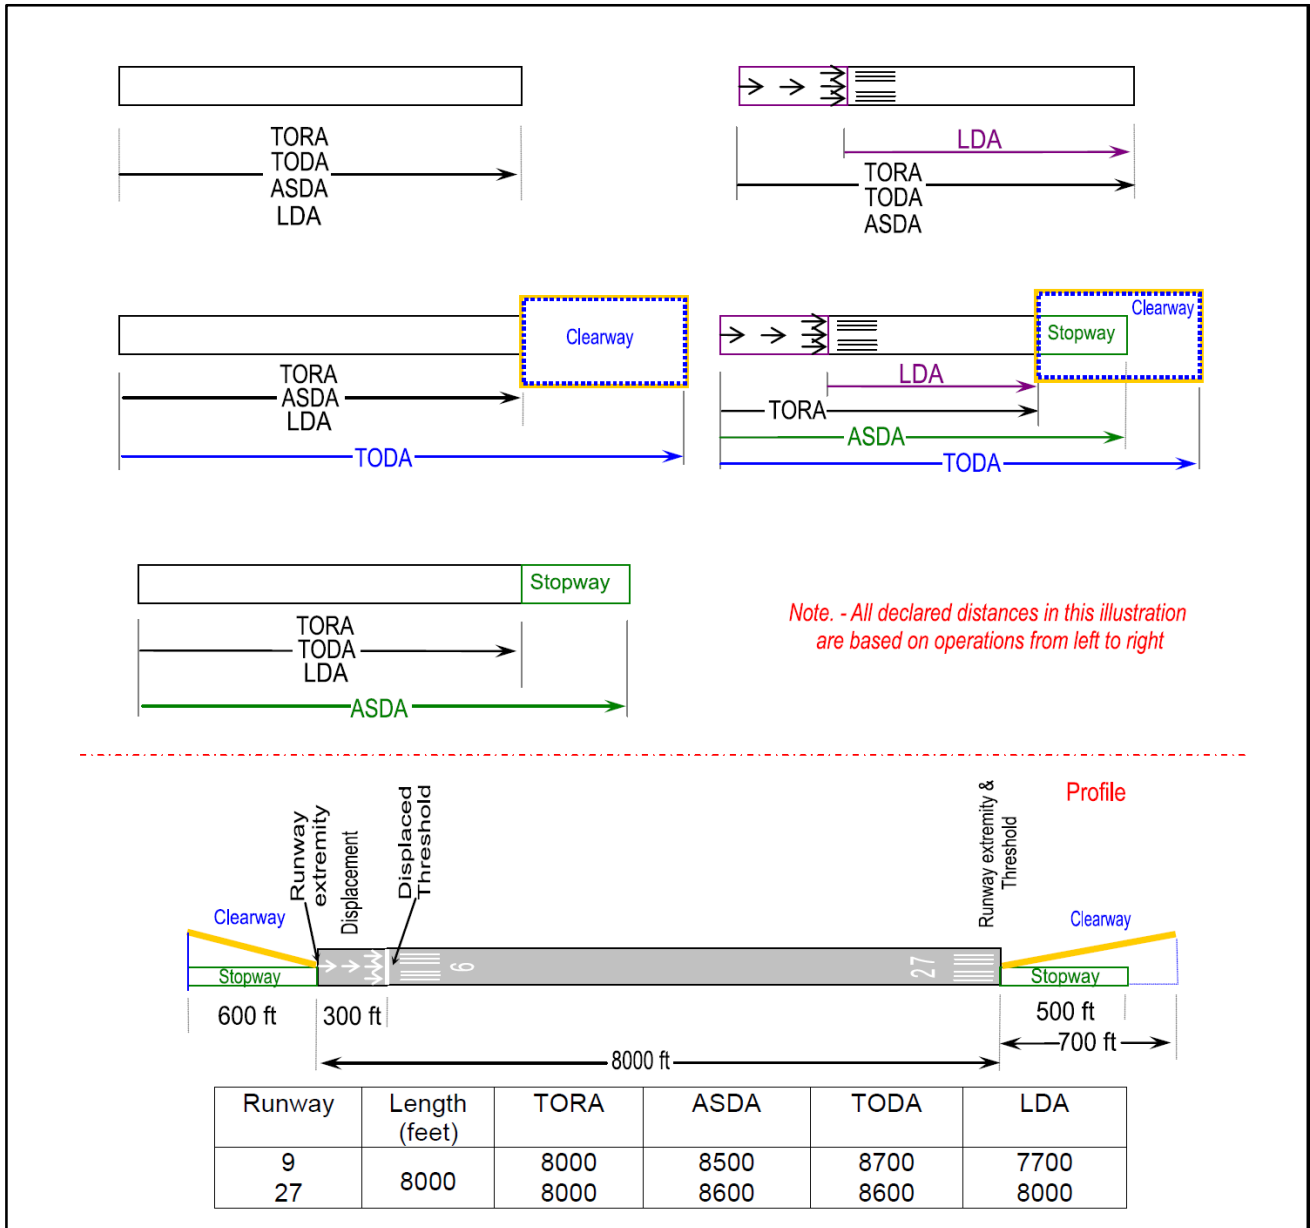 TORA
TODA
ASDA
LDA
LDA
TORA
TODA
ASDA
Clearway
TORA
ASDA
LDA
TODA
Clearway
Stopway
LDA
TORA
ASDA
TODA
Stopway
TORA
TODA
LDA
ASDA
Note. - All declared distances in this illustration
are based on operations from left to right
Profile
Runway
extremity
Displacement
Displaced
Threshold
Runway extremity &
Threshold
Clearway
Clearway
Stopway
9
27
Stopway
600 ft
300 ft
500 ft
700 ft
8000 ft
Runway Length (feet) TORA ASDA TODA LDA
9 8000 8000 8500 8700 7700
27 8000 8600 8600 8000